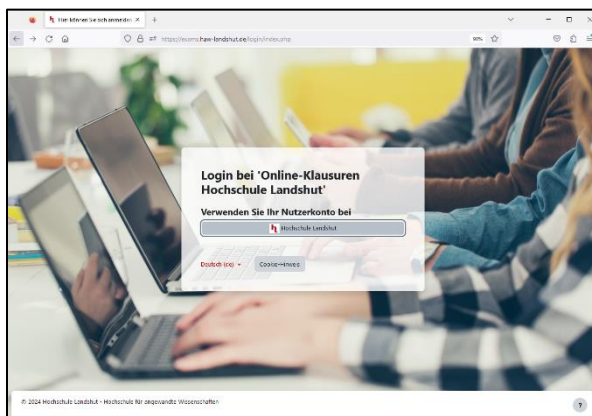 Hier können Sie sich anmelden
https://exams.haw-landshut.de/login/index.php
90%
Login bei 'Online-Klausuren
Hochschule Landshut'
Verwenden Sie Ihr Nutzerkonto bei
Hochschule Landshut
Deutsch (de)
Cookie-Hinweis
© 2024 Hochschule Landshut - Hochschule für angewandte Wissenschaften
?